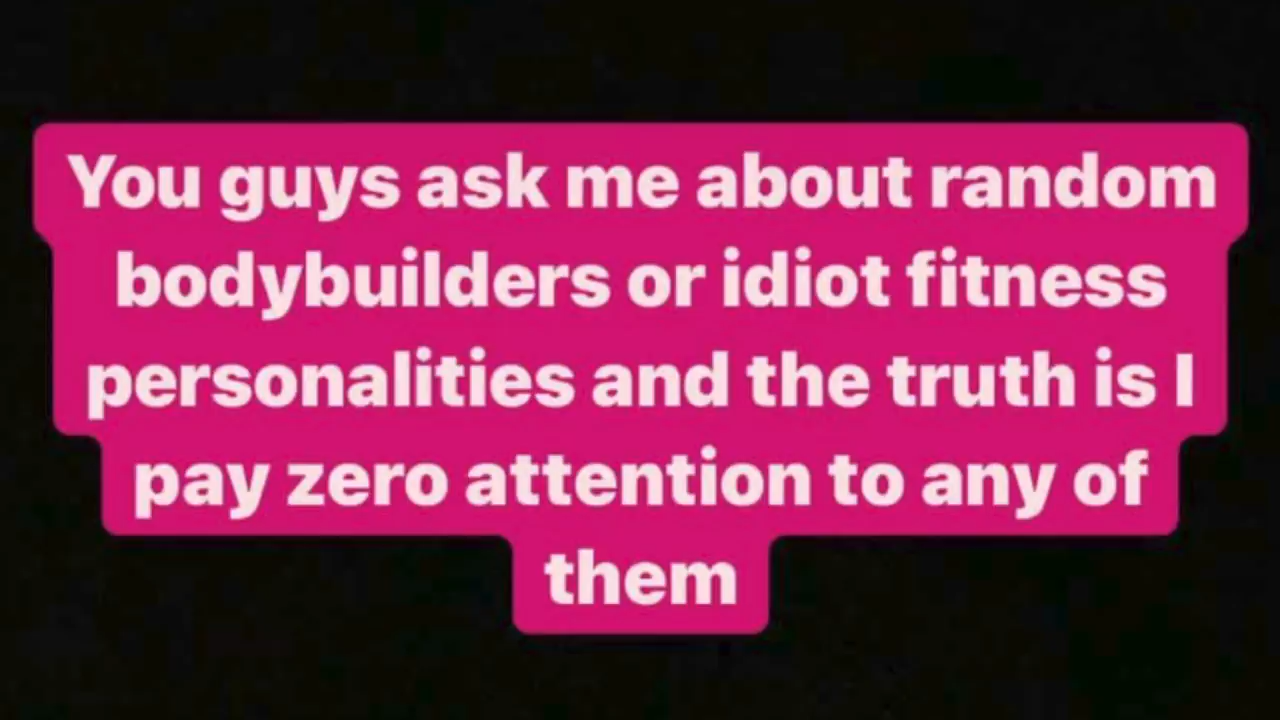 You guys ask me about random
bodybuilders or idiot fitness
personalities and the truth is I
pay zero attention to any of
them